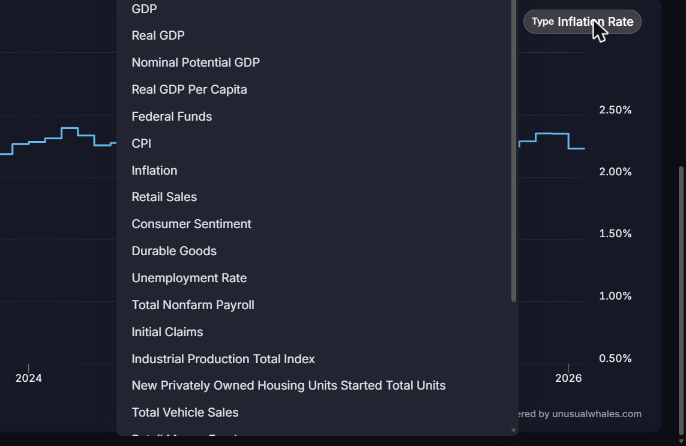 GDP
Type Inflation Rate
Real GDP
Nominal Potential GDP
Real GDP Per Capita
2.50%
Federal Funds
CPI
Inflation
2.00%
Retail Sales
Consumer Sentiment
1.50%
Durable Goods
Unemployment Rate
1.00%
Total Nonfarm Payroll
Initial Claims
Industrial Production Total Index
0.50%
2024
2026
New Privately Owned Housing Units Started Total Units
Total Vehicle Sales
ered by unusualwhales.com